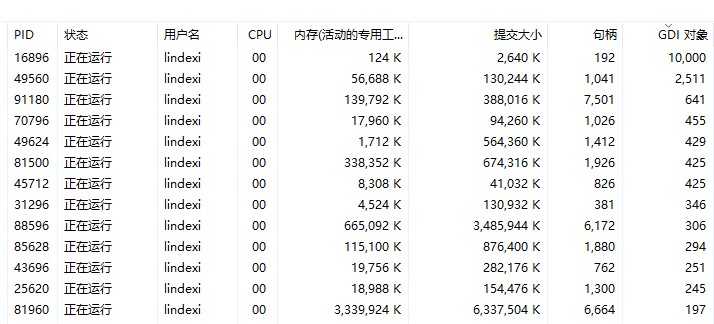 PID 状态 用户名 CPU 内存(活动的专用工... 提交大小 句柄 GDI 对象
16896 正在运行 lindexi 00 124 K 2,640 K 192 10,000
49560 正在运行 lindexi 00 56,688 K 130,244 K 1,041 2,511
91180 正在运行 lindexi 00 139,792 K 388,016 K 7,501 641
70796 正在运行 lindexi 00 17,960 K 94,260 K 1,026 455
49624 正在运行 lindexi 00 1,712 K 564,360 K 1,412 429
81500 正在运行 lindexi 00 338,352 K 674,316 K 1,926 425
45712 正在运行 lindexi 00 8,308 K 41,032 K 826 425
31296 正在运行 lindexi 00 4,524 K 130,932 K 381 346
88596 正在运行 lindexi 00 665,092 K 3,485,944 K 6,172 306
85628 正在运行 lindexi 00 115,100 K 876,400 K 1,880 294
43696 正在运行 lindexi 00 19,756 K 282,176 K 762 251
25620 正在运行 lindexi 00 18,988 K 154,476 K 1,300 245
81960 正在运行 lindexi 00 3,339,924 K 6,337,504 K 6,664 197